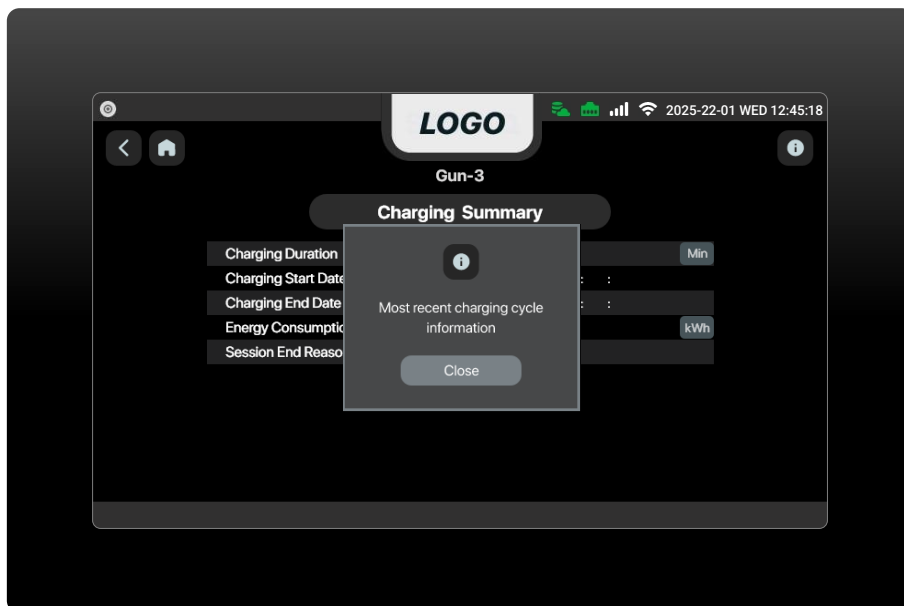 LOGO
2025-22-01 WED 12:45:18
Gun-3
Charging Summary
Charging Duration
Min
Charging Start Date
: :
Charging End Date
: :
Energy Consumptio
kWh
Session End Reaso
Most recent charging cycle
information
Close